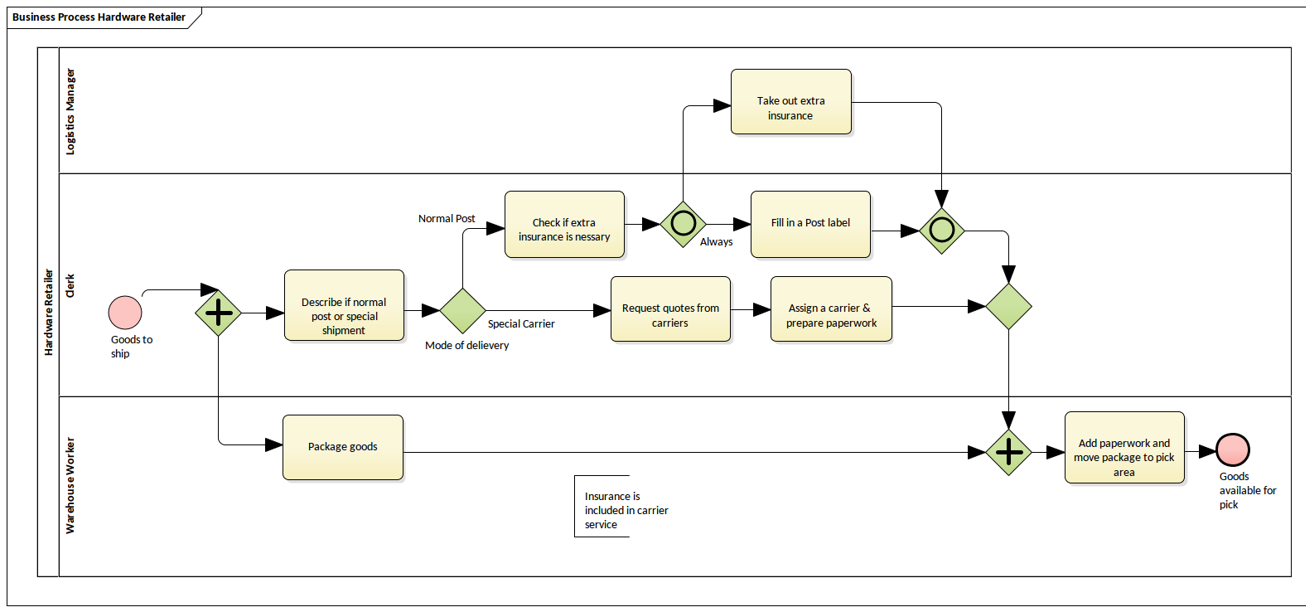 Business Process Hardware Retailer
Hardware Retailer
Logistics Manager
Take out extra
insurance
Clerk
Normal Post
Check if extra
insurance is nessary
Always
Fill in a Post label
Goods to
ship
Describe if normal
post or special
shipment
Special Carrier
Mode of delievery
Request quotes from
carriers
Assign a carrier &
prepare paperwork
Warehouse Worker
Package goods
Insurance is
included in carrier
service
Add paperwork and
move package to pick
area
Goods
available for
pick